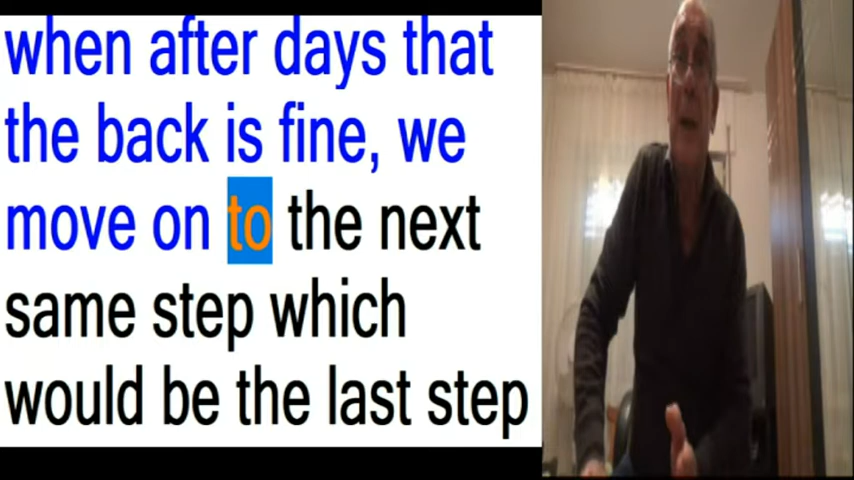 when after days that
the back is fine, we
move on to the next
same step which
would be the last step